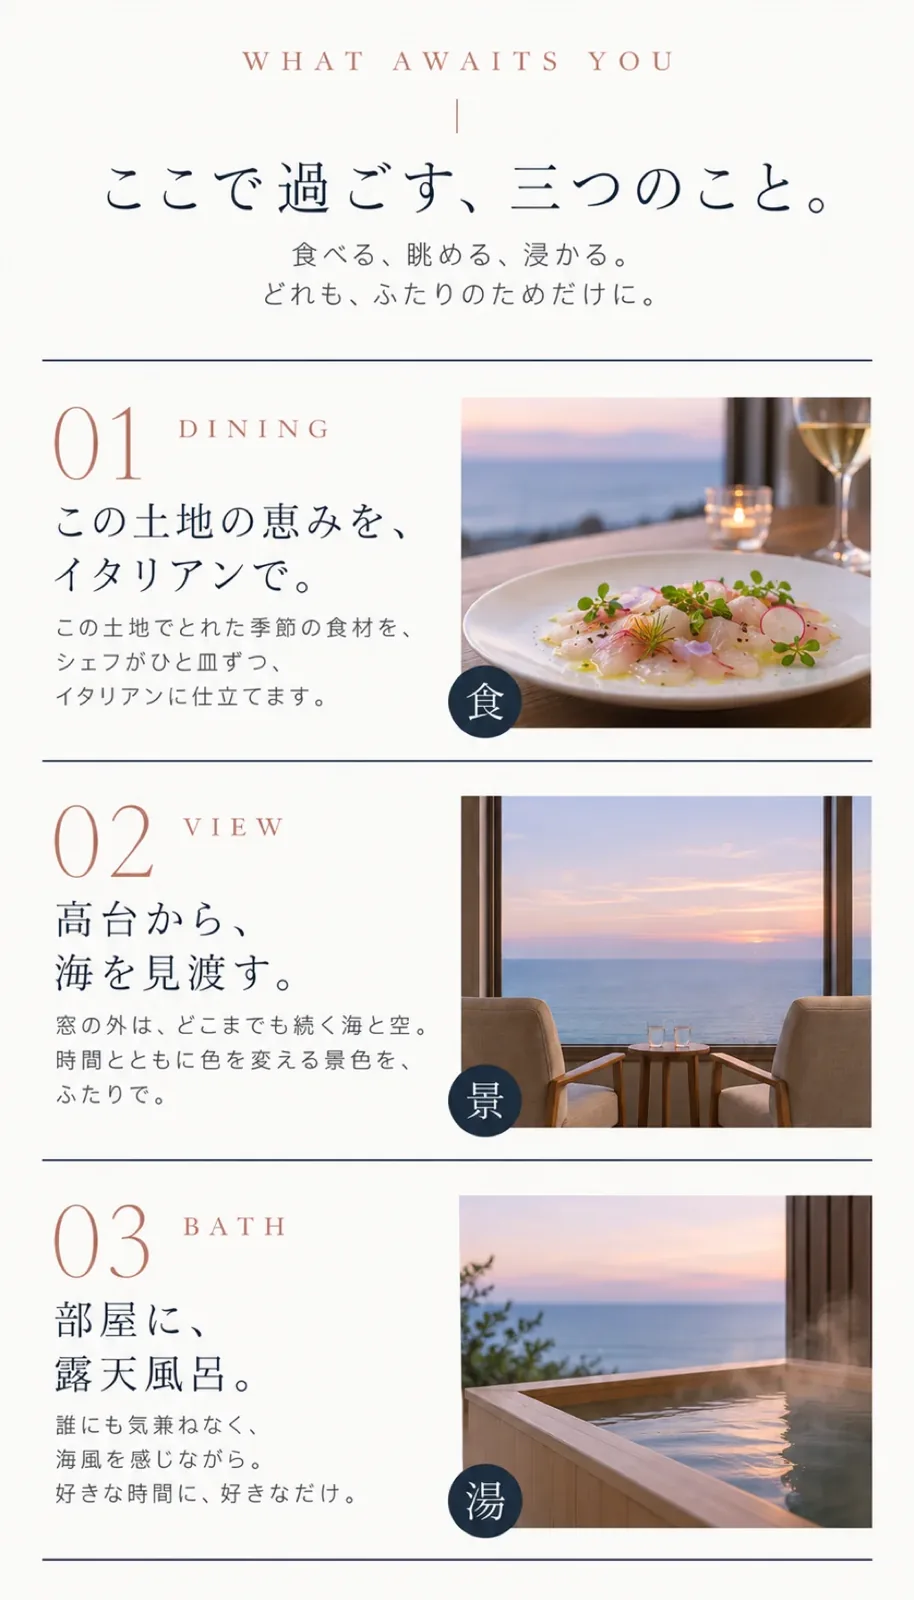 WHAT AWAITS YOU
ここで過ごす、三つのこと。
食べる、眺める、浸かる。
どれも、ふたりのためだけに。
01 DINING
この土地の恵みを、
イタリアンで。
この土地でとれた季節の食材を、
シェフがひと皿ずつ、
イタリアンに仕立てます。
食
02 VIEW
高台から、
海を見渡す。
窓の外は、どこまでも続く海と空。
時間とともに色を変える景色を、
ふたりで。
景
03 BATH
部屋に、
露天風呂。
誰にも気兼ねなく、
海風を感じながら。
好きな時間に、好きなだけ。
湯